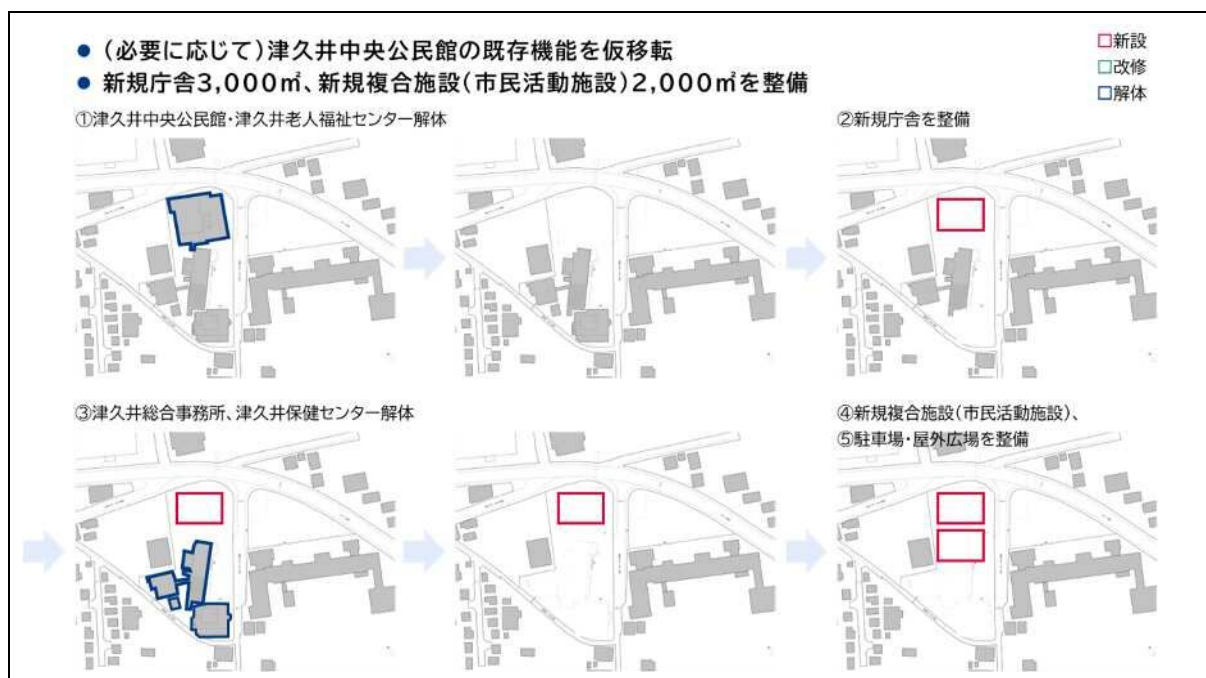 ● (必要に応じて)津久井中央公民館の既存機能を仮移転
● 新規庁舎3,000㎡、新規複合施設(市民活動施設)2,000㎡を整備
新設
改修
解体
①津久井中央公民館・津久井老人福祉センター解体
②新規庁舎を整備
③津久井総合事務所、津久井保健センター解体
④新規複合施設(市民活動施設)、
⑤駐車場・屋外広場を整備